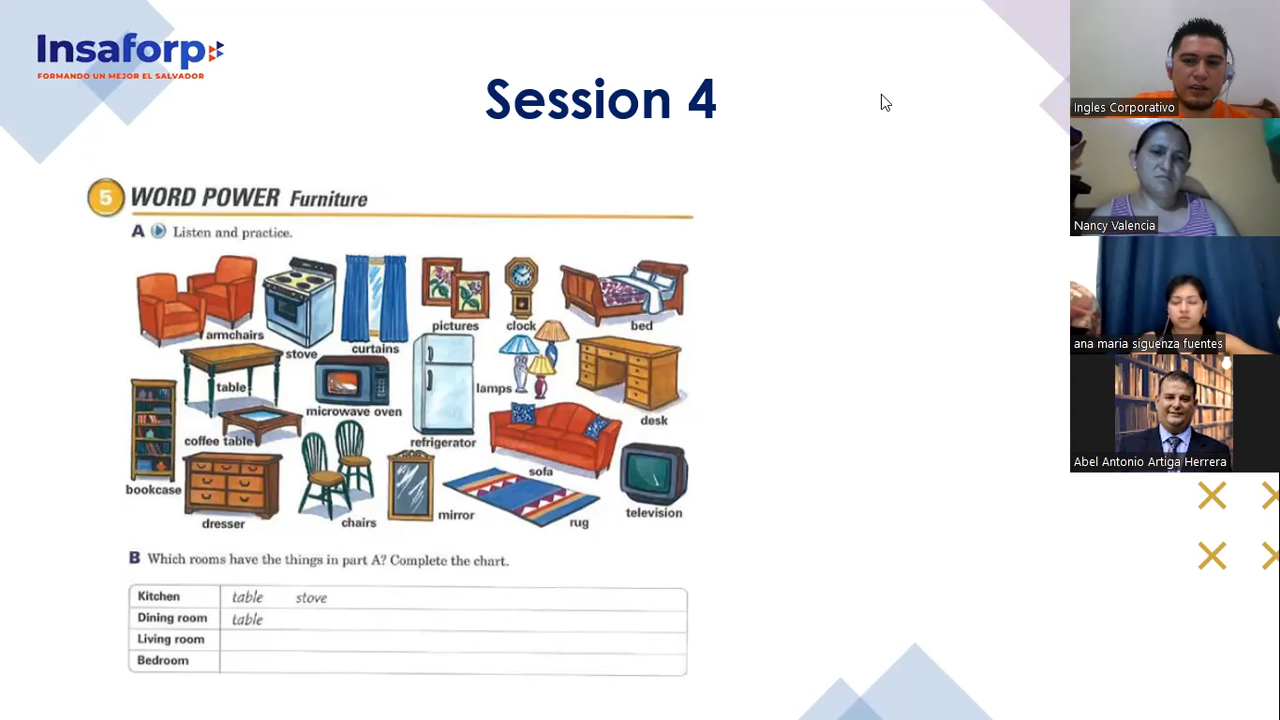 Insaforp
FORMANDO UN MEJOR EL SALVADOR
Session 4
5 WORD POWER Furniture
A Listen and practice.
armchairs
stove
curtains
pictures
clock
bed
table
microwave oven
refrigerator
lamps
desk
coffee table
sofa
bookcase
dresser
chairs
mirror
rug
television
B Which rooms have the things in part A? Complete the chart.
Kitchen table stove
Dining room table
Living room
Bedroom
Ingles Corporativo
Nancy Valencia
ana maria siguenza fuentes
Abel Antonio Artiga Herrera